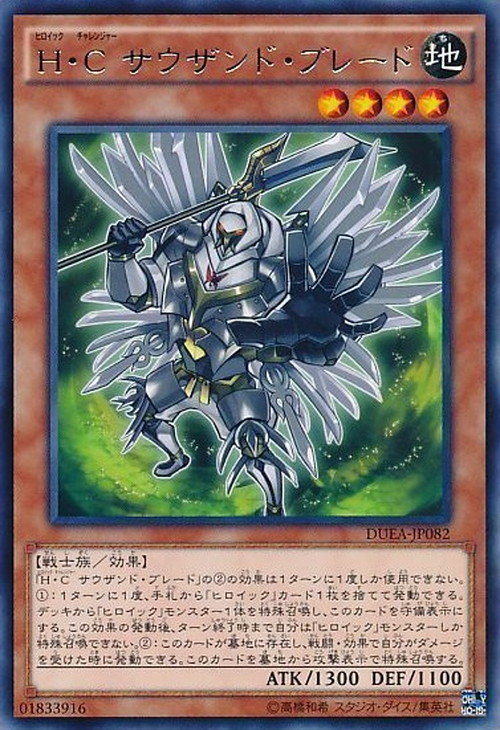 ヒロイック チャレンジャー
H・C サウザンド・ブレード 地
DUEA-JP082
【戦士族／効果】
「H・C サウザンド・ブレード」の②の効果は１ターンに１度しか使用できない。
①：１ターンに１度、手札から「ヒロイック」カード１枚を捨てて発動できる。
デッキから「ヒロイック」モンスター１体を特殊召喚し、このカードを守備表示に
する。この効果の発動後、ターン終了時まで自分は「ヒロイック」モンスターしか
特殊召喚できない。②：このカードが墓地に存在し、戦闘・効果で自分がダメージ
を受けた時に発動できる。このカードを墓地から攻撃表示で特殊召喚する。
ATK/1300 DEF/1100
01833916 ©高橋和希 スタジオ・ダイス/集英社